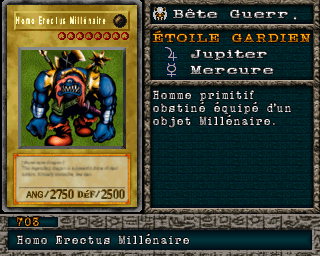 Homo Erectus Millénaire
ANG/2750 DÉF/2500
Bête Guerr.
ÉTOILE GARDIEN
Jupiter
Mercure
Homme primitif
obstiné équipé d'un
objet Millénaire.
703
Homo Erectus Millénaire